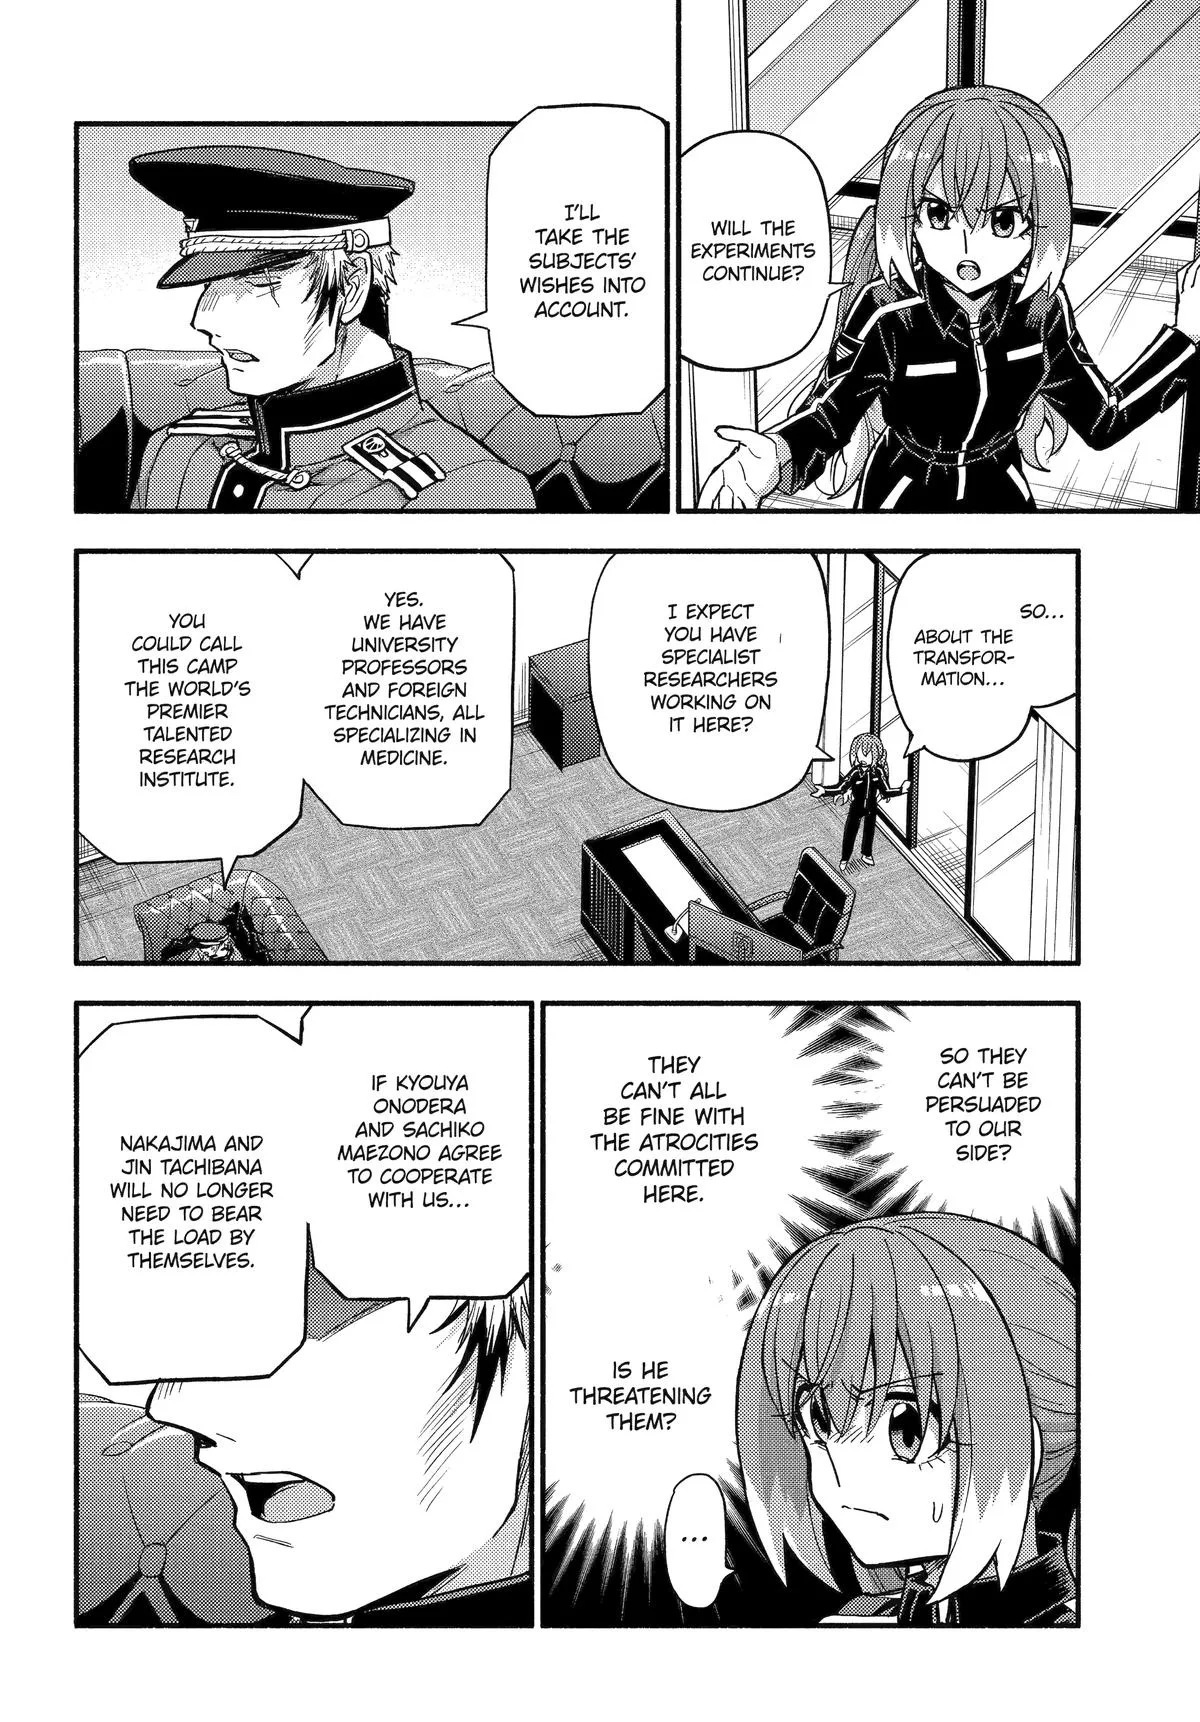 WILL THE
EXPERIMENTS
CONTINUE?
I'LL
TAKE THE
SUBJECTS'
WISHES INTO
ACCOUNT.
SO...
ABOUT THE
TRANSFOR-
MATION...
I EXPECT
YOU HAVE
SPECIALIST
RESEARCHERS
WORKING ON
IT HERE?
YES.
WE HAVE
UNIVERSITY
PROFESSORS
AND FOREIGN
TECHNICIANS, ALL
SPECIALIZING IN
MEDICINE.
YOU
COULD CALL
THIS CAMP
THE WORLD'S
PREMIER
TALENTED
RESEARCH
INSTITUTE.
SO THEY
CAN'T BE
PERSUADED
TO OUR
SIDE?
THEY
CAN'T ALL
BE FINE WITH
THE ATROCITIES
COMMITTED
HERE.
IS HE
THREATENING
THEM?
...
IF KYOUYA
ONODERA
AND SACHIKO
MAEZONO AGREE
TO COOPERATE
WITH US...
NAKAJIMA AND
JIN TACHIBANA
WILL NO LONGER
NEED TO BEAR
THE LOAD BY
THEMSELVES.